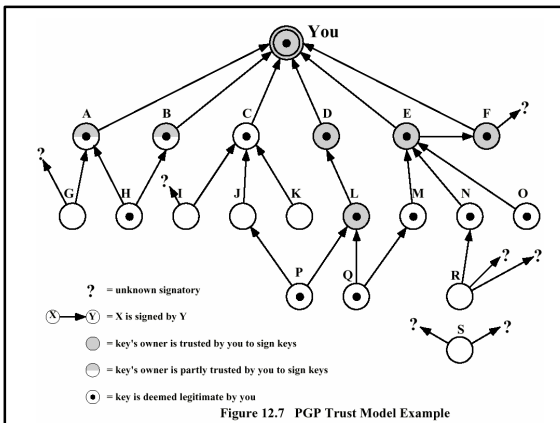 You
A B C D E F
?
?
G H I J K L M N O
?
P Q R ? ?
? = unknown signatory
X Y = X is signed by Y
? S ?
= key's owner is trusted by you to sign keys
= key's owner is partly trusted by you to sign keys
= key is deemed legitimate by you
Figure 12.7 PGP Trust Model Example